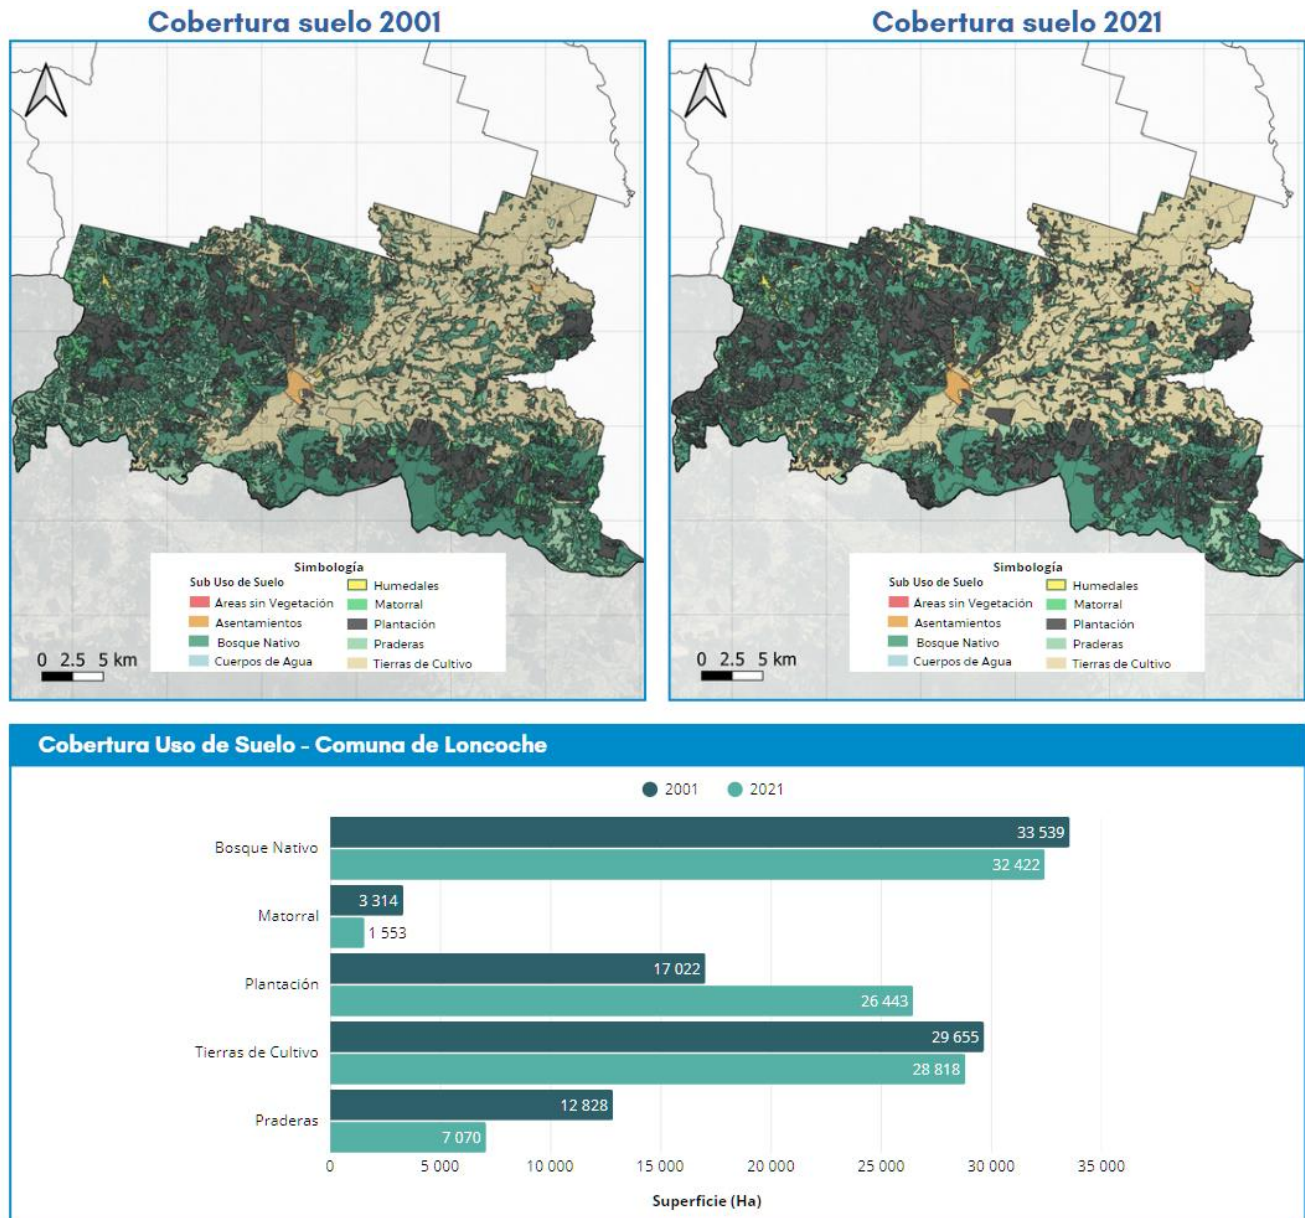 Cobertura suelo 2001
Cobertura suelo 2021
Simbología
Sub Uso de Suelo
Áreas sin Vegetación
Asentamientos
Bosque Nativo
Cuerpos de Agua
Humedales
Matorral
Plantación
Praderas
Tierras de Cultivo
0 2.5 5 km
Simbología
Sub Uso de Suelo
Áreas sin Vegetación
Asentamientos
Bosque Nativo
Cuerpos de Agua
Humedales
Matorral
Plantación
Praderas
Tierras de Cultivo
0 2.5 5 km
Cobertura Uso de Suelo - Comuna de Loncoche
2001 2021
Bosque Nativo
33 539
32 422
Matorral
3 314
1 553
Plantación
17 022
26 443
Tierras de Cultivo
29 655
28 818
Praderas
12 828
7 070
0 5 000 10 000 15 000 20 000 25 000 30 000 35 000
Superficie (Ha)